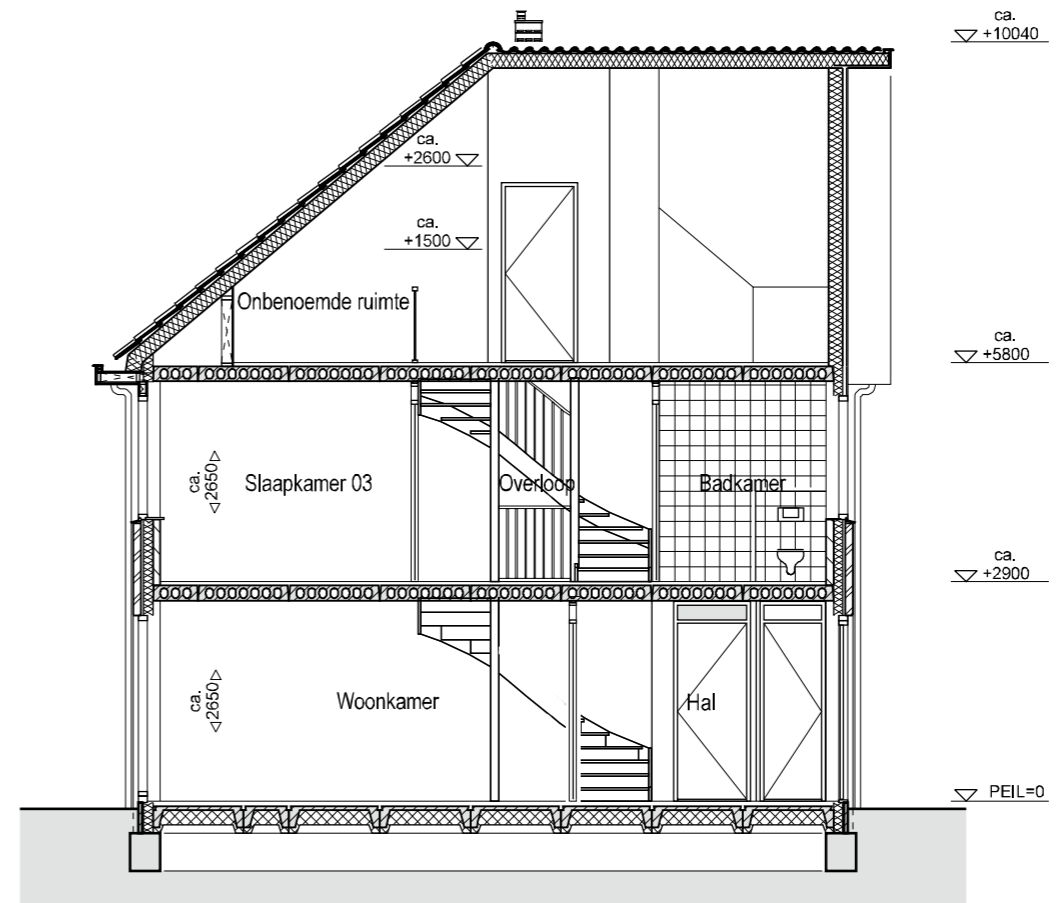 ca.
+10040
ca.
+2600
ca.
+1500
Onbenoemde ruimte
ca.
+5800
Slaapkamer 03
ca.
2650
Overloop
Badkamer
ca.
+2900
Woonkamer
ca.
2650
Hal
PEIL=0